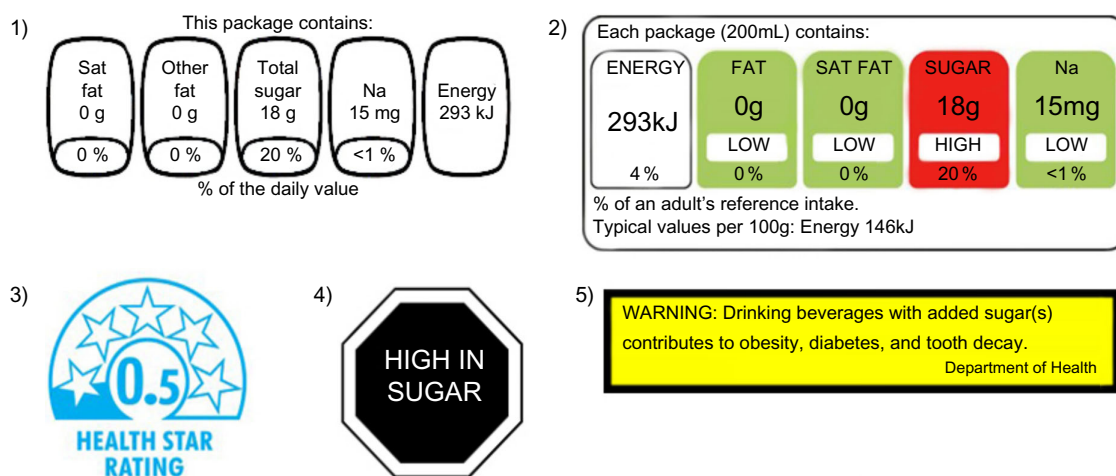 1)
This package contains:
Sat
fat
0 g
0 %
Other
fat
0 g
0 %
Total
sugar
18 g
20 %
Na
15 mg
<1 %
Energy
293 kJ
% of the daily value
2)
Each package (200mL) contains:
ENERGY
293kJ
4 %
FAT
0g
LOW
0 %
SAT FAT
0g
LOW
0 %
SUGAR
18g
HIGH
20 %
Na
15mg
LOW
<1 %
% of an adult's reference intake.
Typical values per 100g: Energy 146kJ
3)
0.5
HEALTH STAR
RATING
4)
HIGH IN
SUGAR
5)
WARNING: Drinking beverages with added sugar(s)
contributes to obesity, diabetes, and tooth decay.
Department of Health